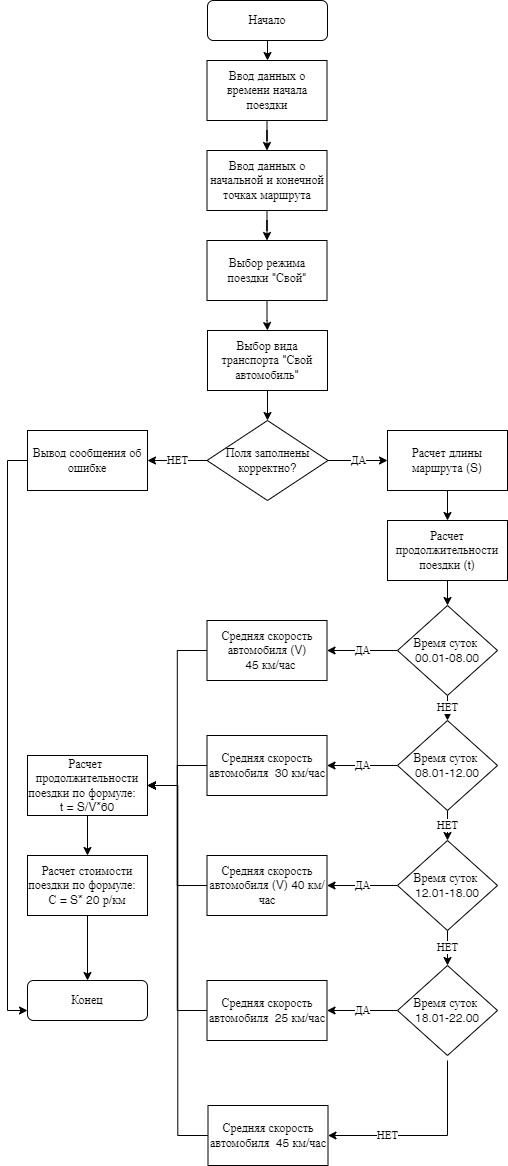 Начало
Ввод данных о
времени начала
поездки
Ввод данных о
начальной и конечной
точках маршрута
Выбор режима
поездки "Свой"
Выбор вида
транспорта "Свой
автомобиль"
Поля заполнены
корректно?
НЕТ
Вывод сообщения об
ошибке
ДА
Расчет длины
маршрута (S)
Расчет
продолжительности
поездки (t)
Время суток
00.01-08.00
ДА
Средняя скорость
автомобиля (V)
45 км/час
НЕТ
Время суток
08.01-12.00
ДА
Средняя скорость
автомобиля 30 км/час
НЕТ
Время суток
12.01-18.00
ДА
Средняя скорость
автомобиля (V) 40 км/
час
НЕТ
Время суток
18.01-22.00
ДА
Средняя скорость
автомобиля 25 км/час
НЕТ
Средняя скорость
автомобиля 45 км/час
Расчет
продолжительности
поездки по формуле:
t = S/V*60
Расчет стоимости
поездки по формуле:
C = S* 20 р/км
Конец